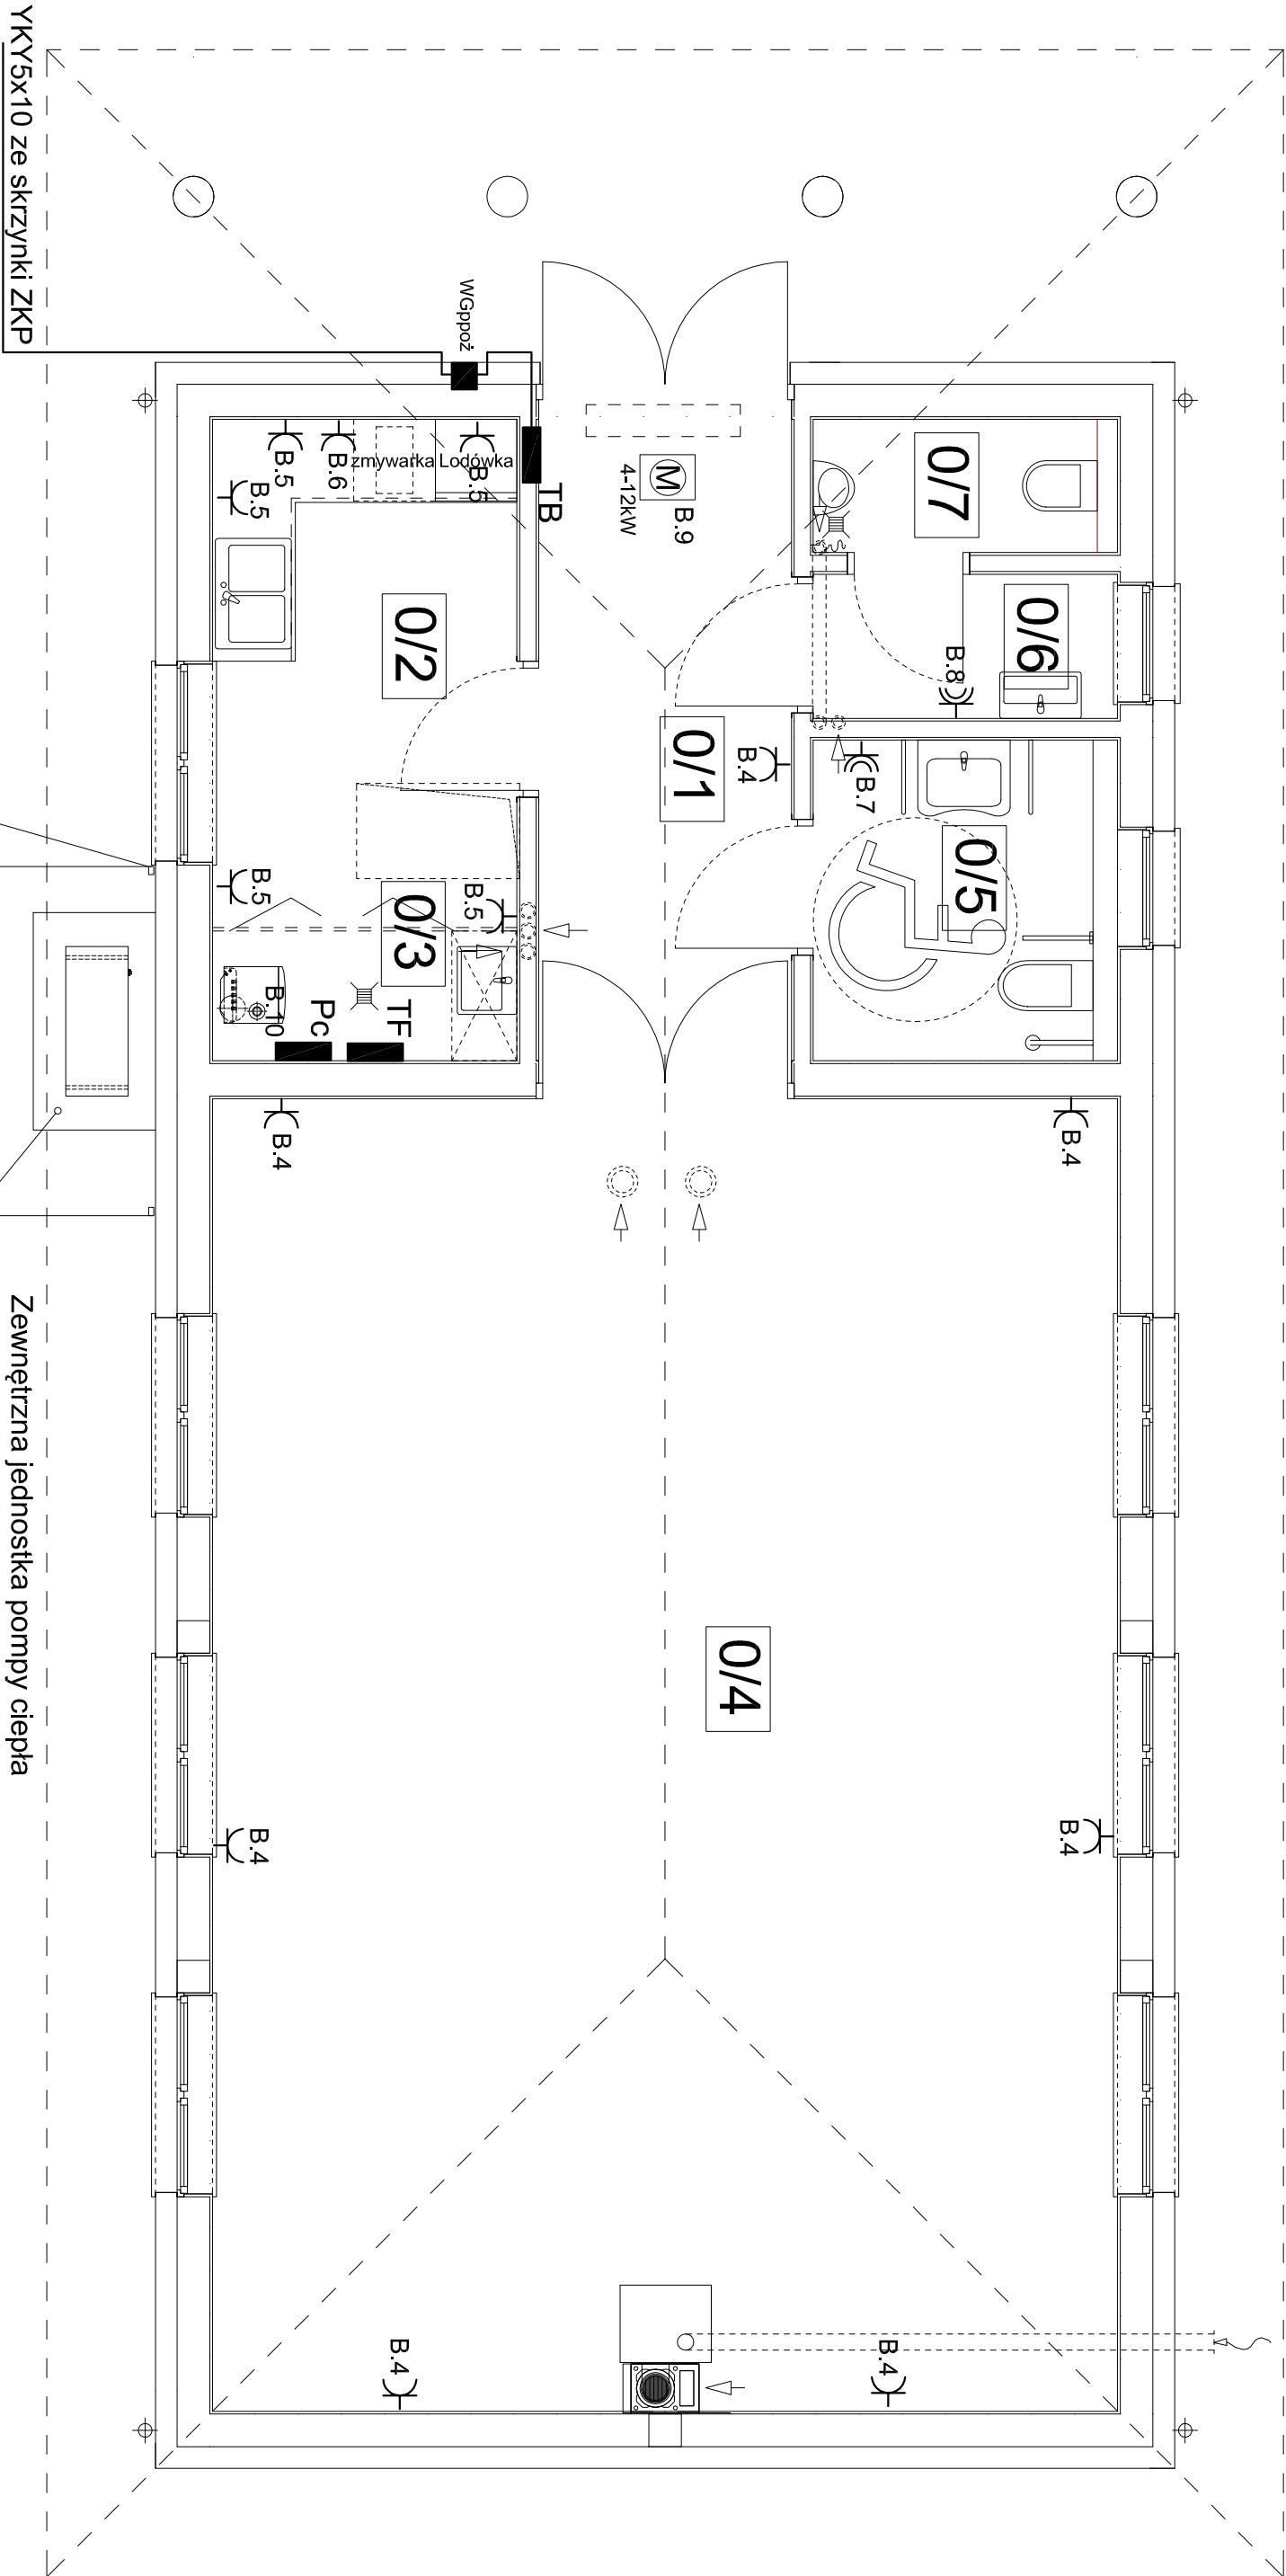 YKY5x10 ze skrzynki ZKP
WGppoż
B.5
B.6
zmywarka
Lodówka
B.5
B.5
TB
4-12kW
M
B.9
0/7
0/6
B.8
0/2
0/1
B.4
B.7
0/5
B.5
0/3
B.5
B.10
Pc
TF
B.4
B.4
0/4
B.4
B.4
B.4
B.4
Zewnętrzna jednostka pompy ciepła